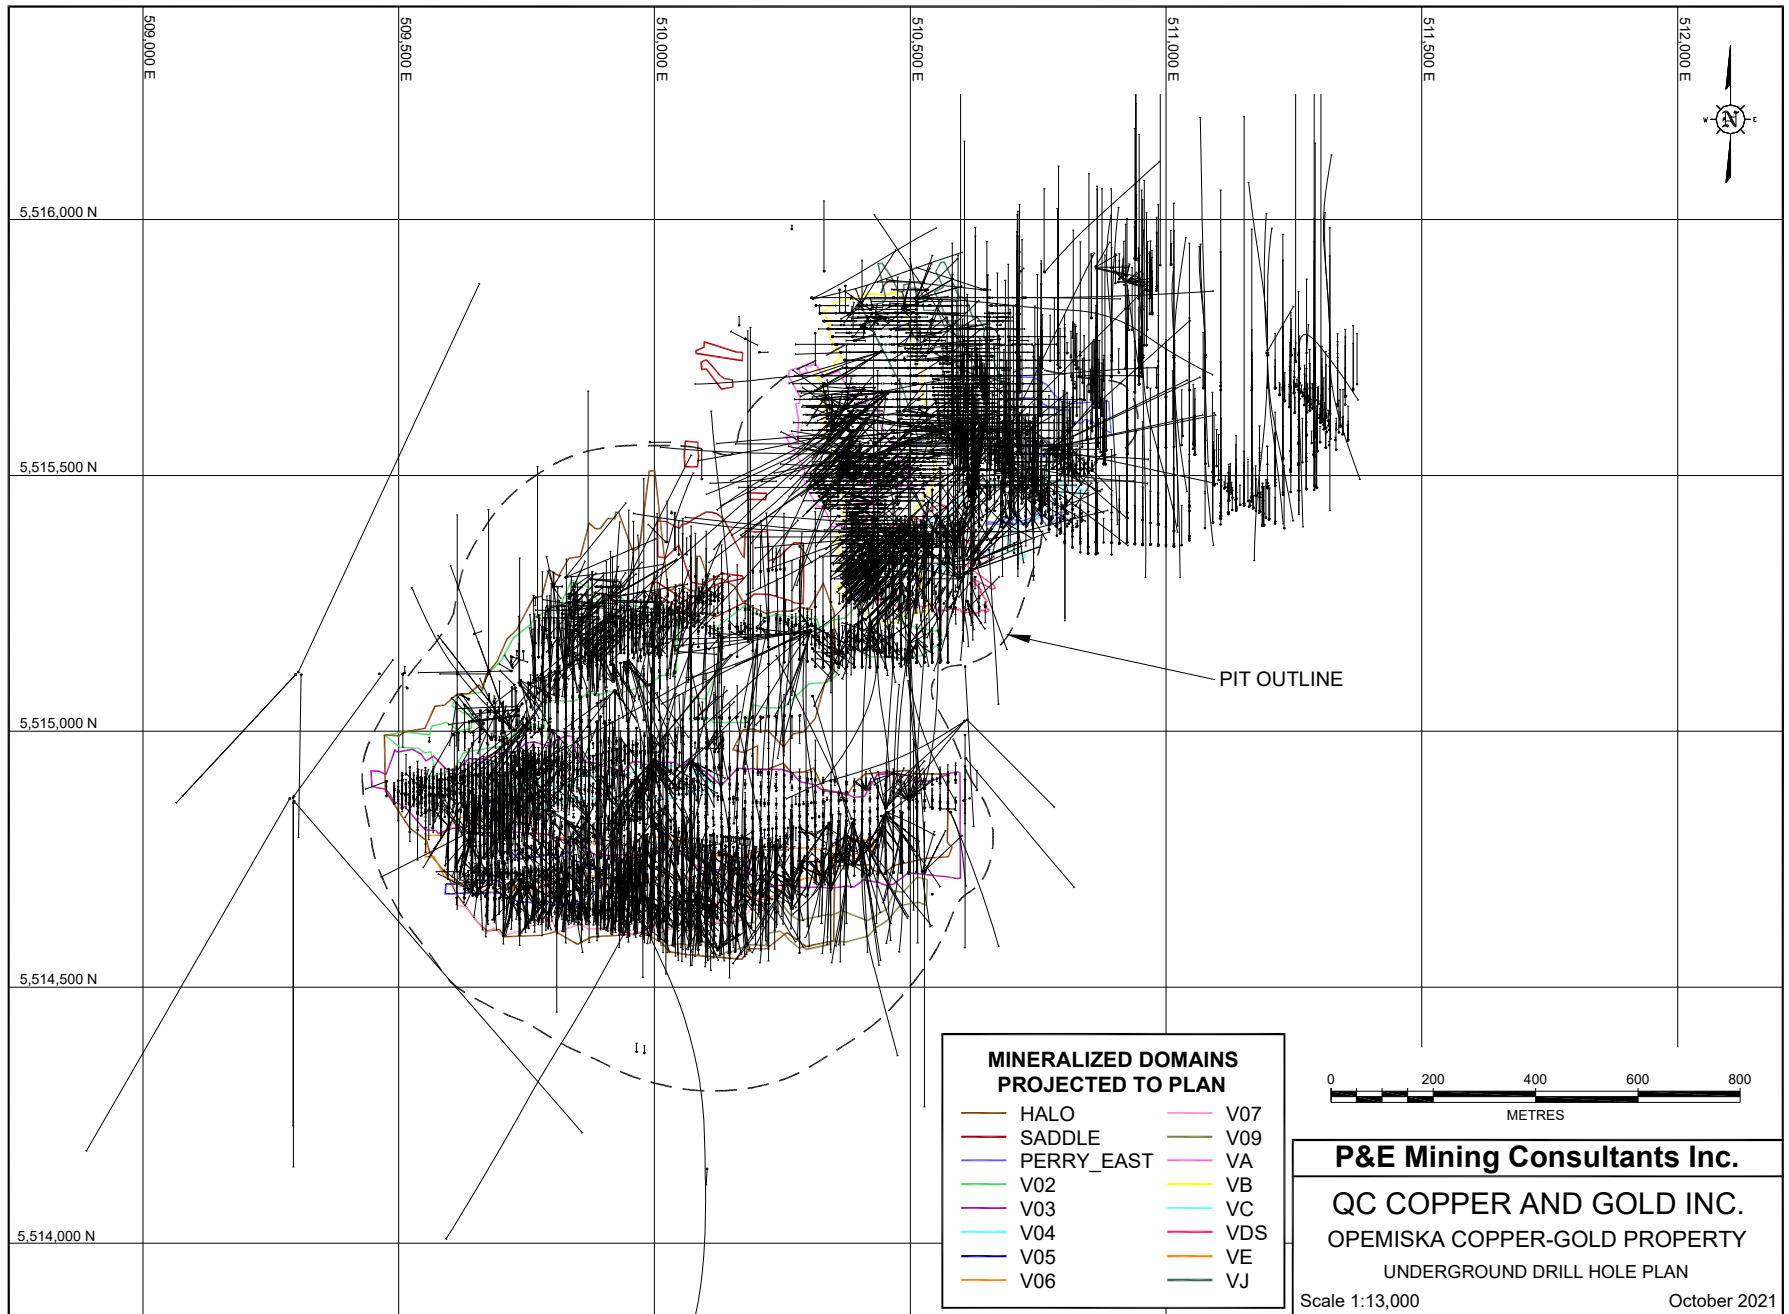 509,000 E
509,500 E
510,000 E
510,500 E
511,000 E
511,500 E
512,000 E
N
W
E
5,516,000 N
5,515,500 N
5,515,000 N
5,514,500 N
5,514,000 N
PIT OUTLINE
MINERALIZED DOMAINS
PROJECTED TO PLAN
HALO
SADDLE
PERRY_EAST
V02
V03
V04
V05
V06
V07
V09
VA
VB
VC
VDS
VE
VJ
0 200 400 600 800
METRES
P&E Mining Consultants Inc.
QC COPPER AND GOLD INC.
OPEMISKA COPPER-GOLD PROPERTY
UNDERGROUND DRILL HOLE PLAN
Scale 1:13,000 October 2021